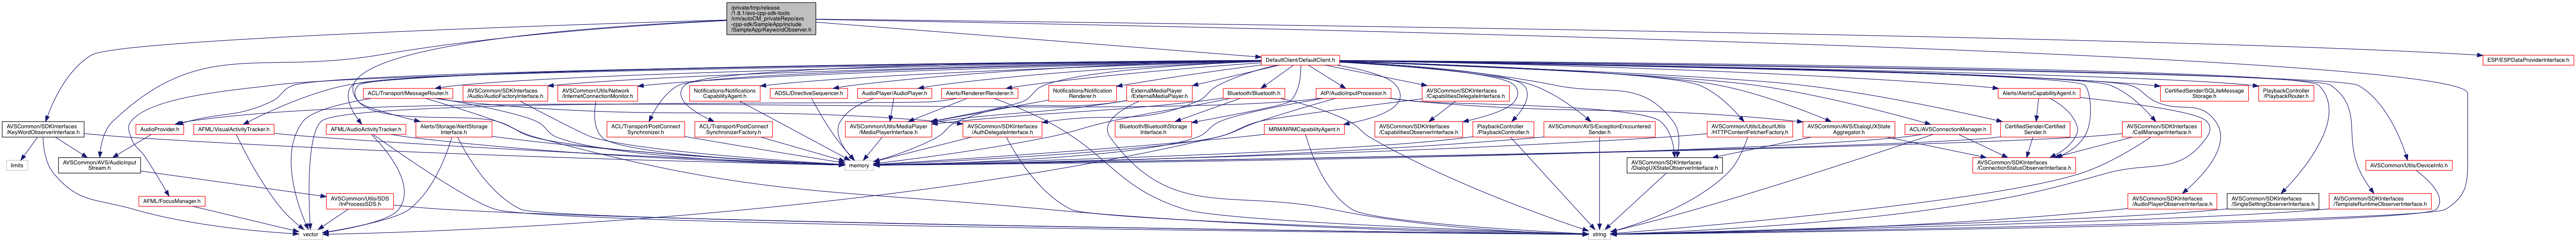 /private/tmp/release
/1.8.1/avs-cpp-sdk-tools
/cm/autoCM_privateRepo/avs
-cpp-sdk/SampleApp/include
/SampleApp/KeywordObserver.h
DefaultClient/DefaultClient.h
ESP/ESPDataProviderInterface.h
ACL/Transport/MessageRouter.h
AVSCommon/SDKInterfaces
/Audio/AudioFactoryInterface.h
AVSCommon/Utils/Network
/InternetConnectionMonitor.h
Notifications/Notifications
CapabilityAgent.h
ADSL/DirectiveSequencer.h
AudioPlayer/AudioPlayer.h
Alerts/Renderer/Renderer.h
Notifications/Notification
Renderer.h
ExternalMediaPlayer
/ExternalMediaPlayer.h
Bluetooth/Bluetooth.h
AIP/AudioInputProcessor.h
AVSCommon/SDKInterfaces
/CapabilitiesDelegateInterface.h
Alerts/AlertsCapabilityAgent.h
CertifiedSender/SQLiteMessage
Storage.h
PlaybackController
/PlaybackRouter.h
AVSCommon/SDKInterfaces
/KeyWordObserverInterface.h
AudioProvider.h
AFML/VisualActivityTracker.h
AFML/AudioActivityTracker.h
Alerts/Storage/AlertStorage
Interface.h
ACL/Transport/PostConnect
Synchronizer.h
ACL/Transport/PostConnect
SynchronizerFactory.h
AVSCommon/Utils/MediaPlayer
/MediaPlayerInterface.h
AVSCommon/SDKInterfaces
/AuthDelegateInterface.h
Bluetooth/BluetoothStorage
Interface.h
MRM/MRMCapabilityAgent.h
AVSCommon/SDKInterfaces
/CapabilitiesObserverInterface.h
PlaybackController
/PlaybackController.h
AVSCommon/AVS/ExceptionEncountered
Sender.h
AVSCommon/Utils/LibcurlUtils
/HTTPContentFetcherFactory.h
AVSCommon/AVS/DialogUXState
Aggregator.h
ACL/AVSConnectionManager.h
CertifiedSender/Certified
Sender.h
AVSCommon/SDKInterfaces
/CallManagerInterface.h
limits
AVSCommon/AVS/AudioInput
Stream.h
memory
AVSCommon/SDKInterfaces
/DialogUXStateObserverInterface.h
AVSCommon/SDKInterfaces
/ConnectionStatusObserverInterface.h
AVSCommon/Utils/DeviceInfo.h
AFML/FocusManager.h
AVSCommon/Utils/SDS
/InProcessSDS.h
AVSCommon/SDKInterfaces
/AudioPlayerObserverInterface.h
AVSCommon/SDKInterfaces
/SingleSettingObserverInterface.h
AVSCommon/SDKInterfaces
/TemplateRuntimeObserverInterface.h
vector
string